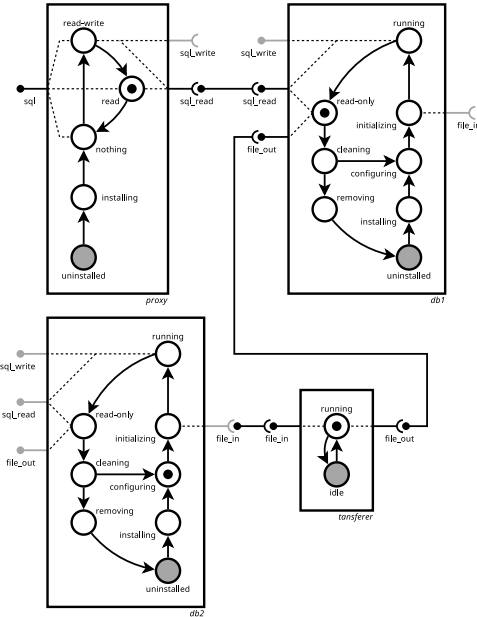 read-write
sql_write
sql
read
sql_read
nothing
installing
uninstalled
proxy
running
sql_write
sql_read
read-only
file_out
initializing
file_in
cleaning
configuring
removing
installing
uninstalled
db1
running
sql_write
sql_read
read-only
file_out
initializing
file_in
file_in
cleaning
configuring
removing
installing
uninstalled
db2
running
file_out
idle
tansferer